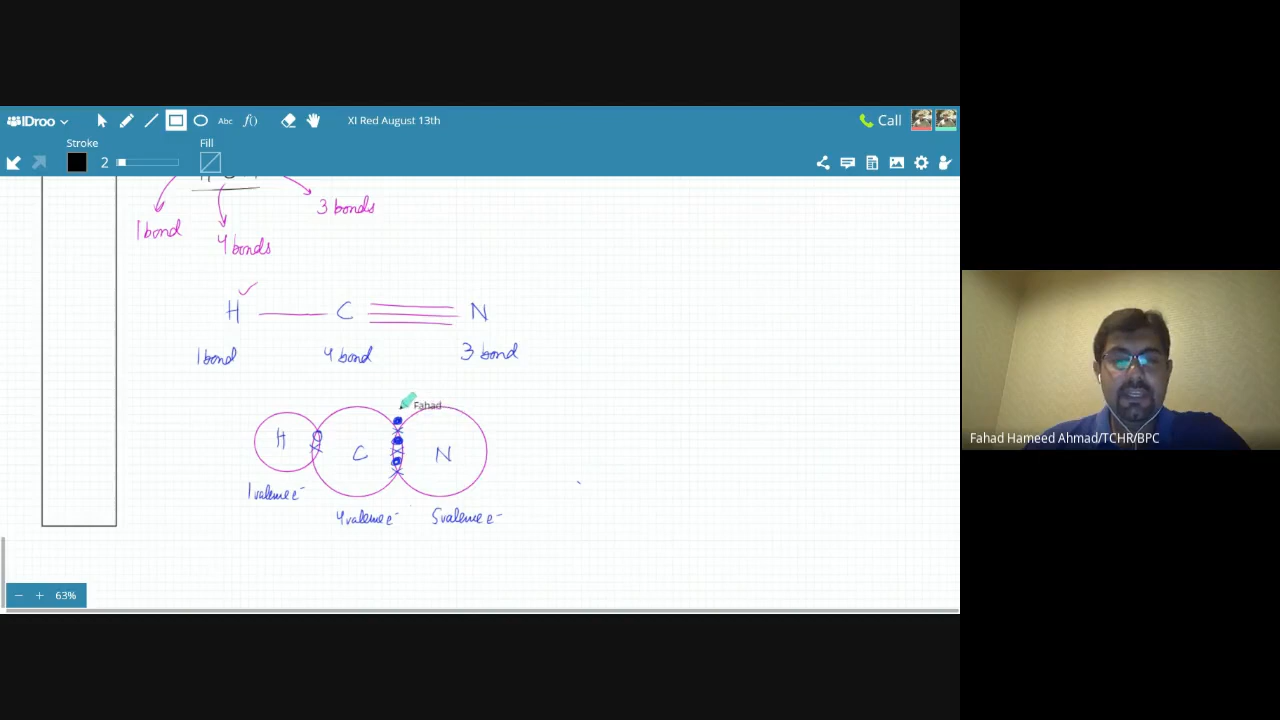 IDroo
Abc
f()
XI Red August 13th
Call
Stroke
Fill
2
3 bonds
1 bond
4 bonds
H C N
1 bond 4 bond 3 bond
Fahad
H C N
1 valence e⁻
4 valence e⁻ 5 valence e⁻
63%
Fahad Hameed Ahmad/TCHR/BPC